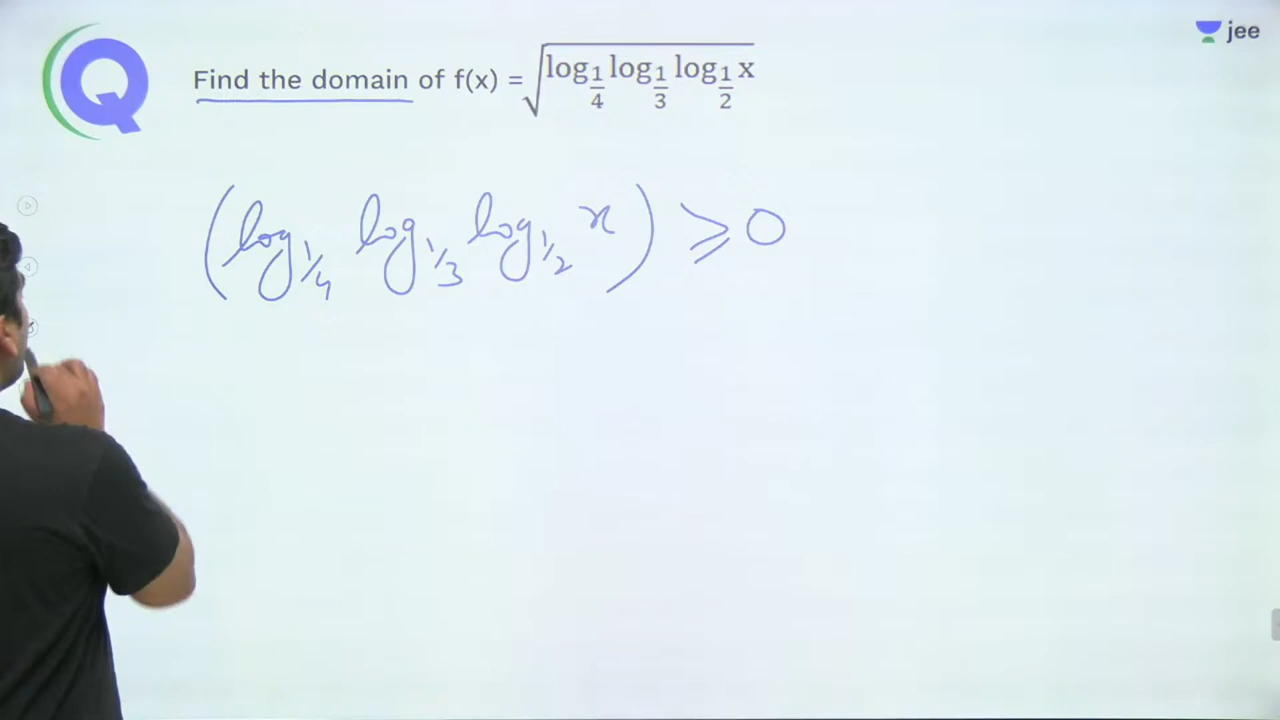 jee
Find the domain of f(x) = √(log_{1/4} log_{1/3} log_{1/2} x)
(log_{1/4} log_{1/3} log_{1/2} x) ⩾ 0